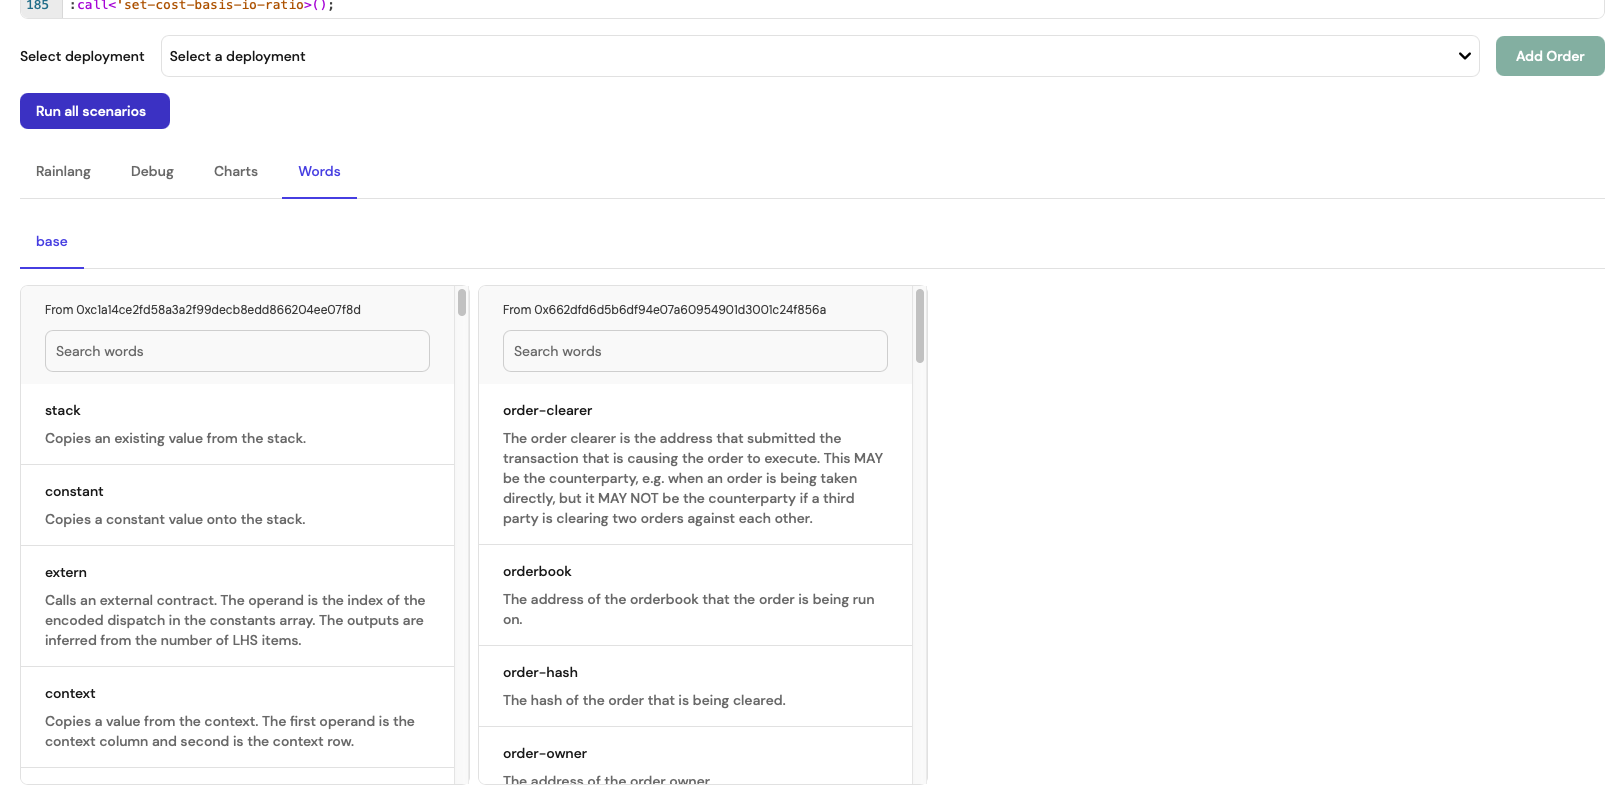 185 :call<'set-cost-basis-io-ratio>();
Select deployment
Select a deployment
Add Order
Run all scenarios
Rainlang
Debug
Charts
Words
base
From 0xc1a14ce2fd58a3a2f99decb8edd866204ee07f8d
Search words
stack
Copies an existing value from the stack.
constant
Copies a constant value onto the stack.
extern
Calls an external contract. The operand is the index of the
encoded dispatch in the constants array. The outputs are
inferred from the number of LHS items.
context
Copies a value from the context. The first operand is the
context column and second is the context row.
From 0x662dfd6d5b6df94e07a60954901d3001c24f856a
Search words
order-clearer
The order clearer is the address that submitted the
transaction that is causing the order to execute. This MAY
be the counterparty, e.g. when an order is being taken
directly, but it MAY NOT be the counterparty if a third
party is clearing two orders against each other.
orderbook
The address of the orderbook that the order is being run
on.
order-hash
The hash of the order that is being cleared.
order-owner
The address of the order owner